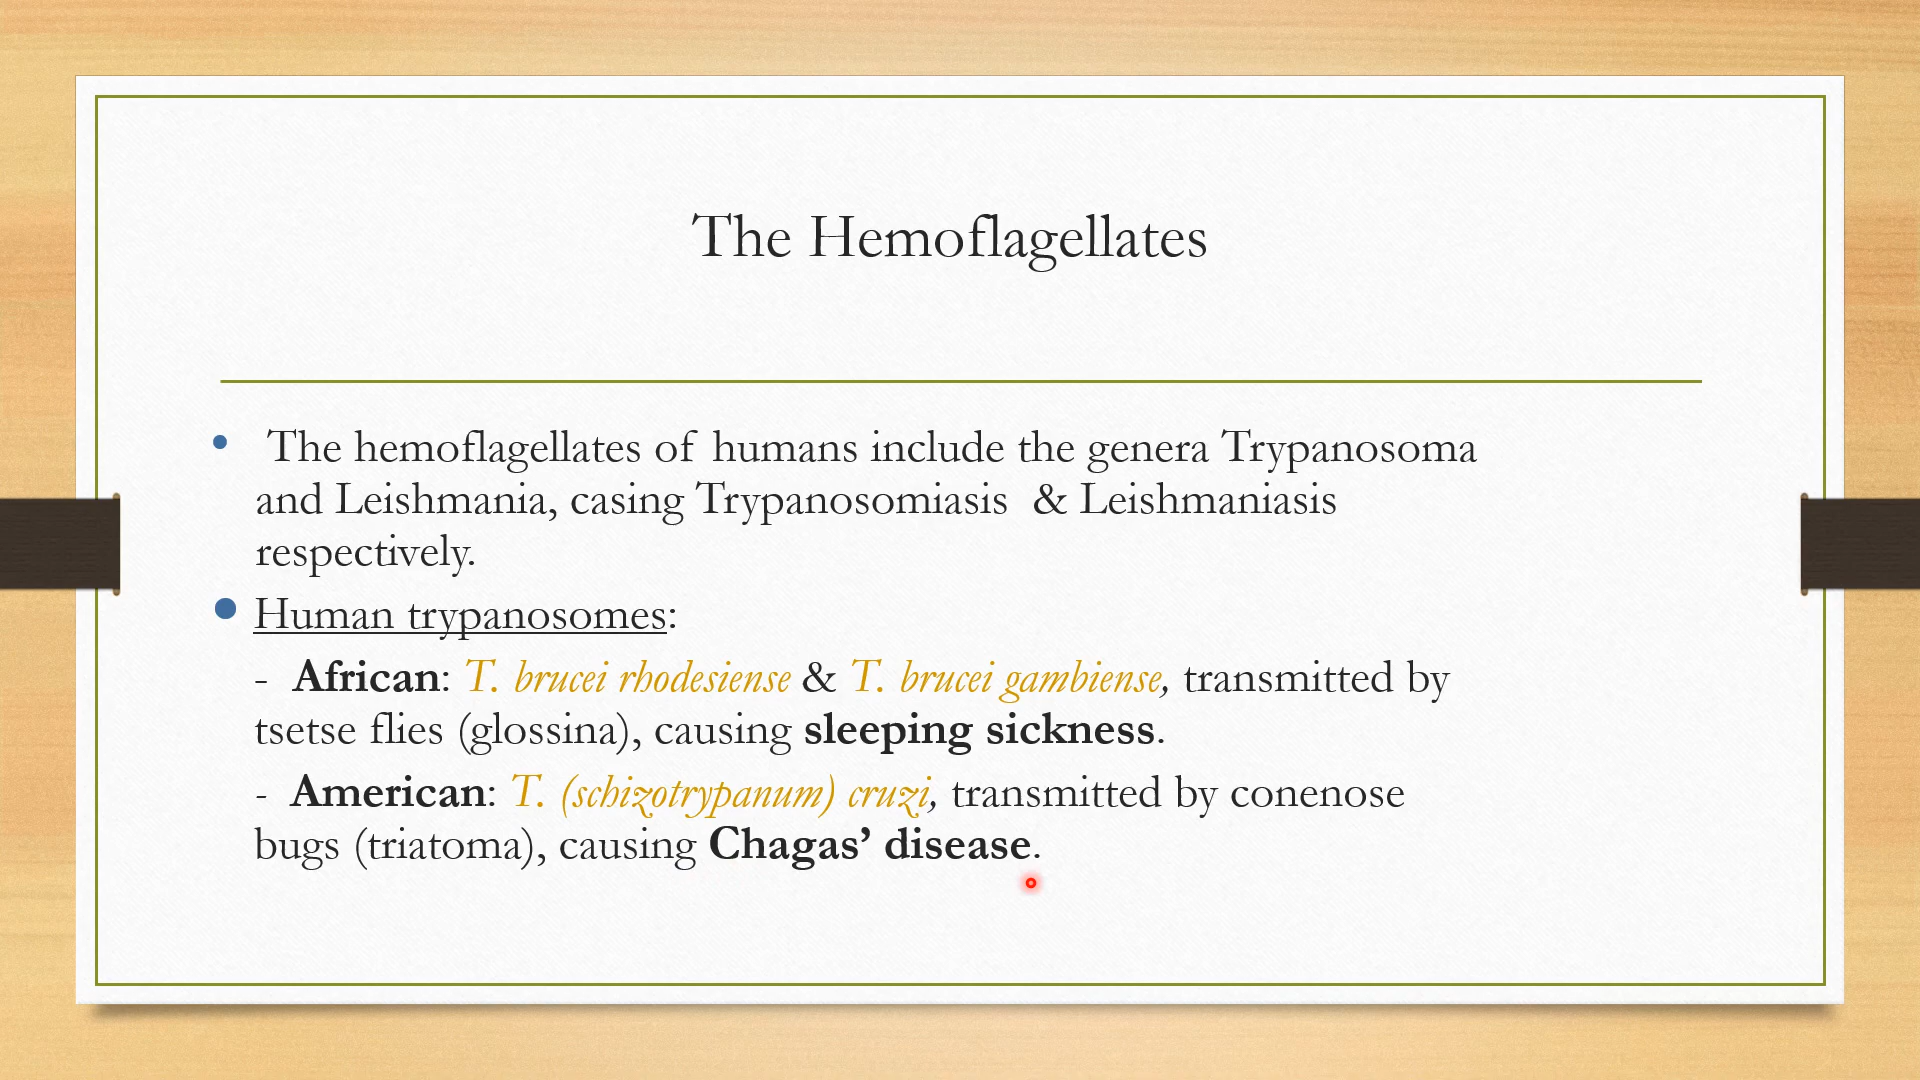 The Hemoflagellates
• The hemoflagellates of humans include the genera Trypanosoma
and Leishmania, casing Trypanosomiasis & Leishmaniasis
respectively.
• Human trypanosomes:
- African: T. brucei rhodesiense & T. brucei gambiense, transmitted by
tsetse flies (glossina), causing sleeping sickness.
- American: T. (schizotrypanum) cruzi, transmitted by conenose
bugs (triatoma), causing Chagas’ disease.